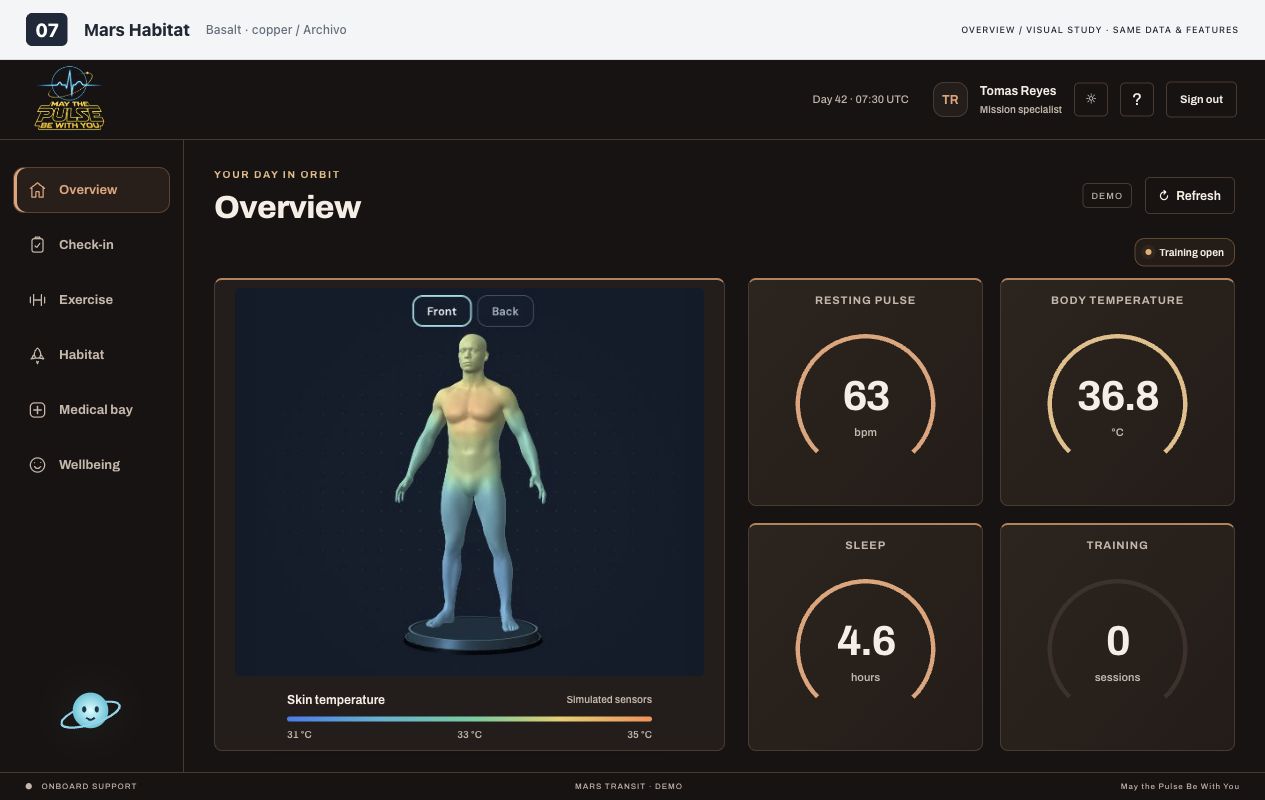 07 Mars Habitat Basalt · copper / Archivo OVERVIEW / VISUAL STUDY · SAME DATA & FEATURES
MAY THE
PULSE
BE WITH YOU
Day 42 · 07:30 UTC
TR
Tomas Reyes
Mission specialist
?
Sign out
Overview
Check-in
Exercise
Habitat
Medical bay
Wellbeing
YOUR DAY IN ORBIT
Overview
DEMO
Refresh
Training open
Front Back
Skin temperature Simulated sensors
31 °C 33 °C 35 °C
RESTING PULSE
63
bpm
BODY TEMPERATURE
36.8
°C
SLEEP
4.6
hours
TRAINING
0
sessions
ONBOARD SUPPORT MARS TRANSIT · DEMO May the Pulse Be With You